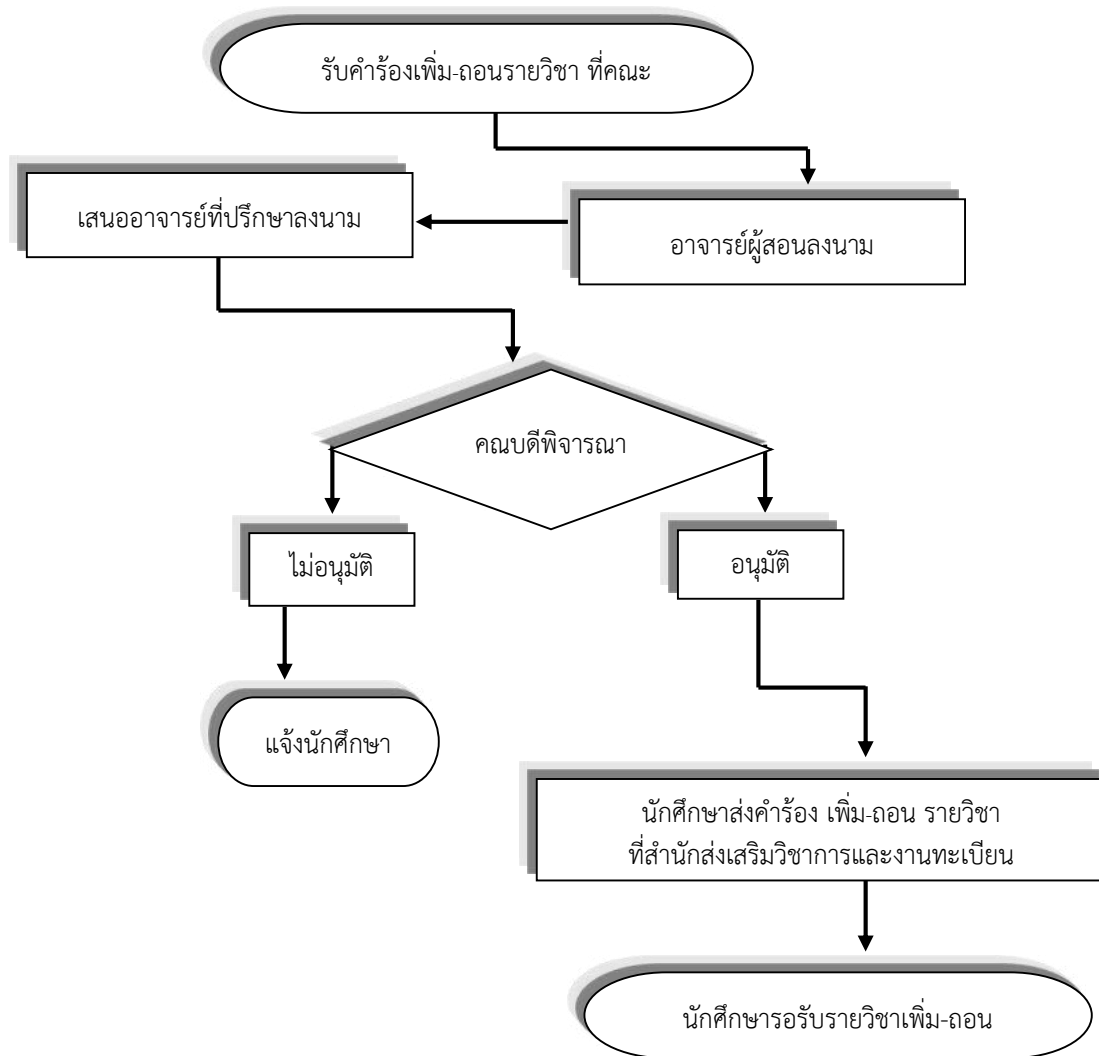 รับคำร้องเพิ่ม-ถอนรายวิชา ที่คณะ
อาจารย์ผู้สอนลงนาม
เสนออาจารย์ที่ปรึกษาลงนาม
คณบดีพิจารณา
ไม่อนุมัติ
อนุมัติ
แจ้งนักศึกษา
นักศึกษาส่งคำร้อง เพิ่ม-ถอน รายวิชา
ที่สำนักส่งเสริมวิชาการและงานทะเบียน
นักศึกษารอรับรายวิชาเพิ่ม-ถอน